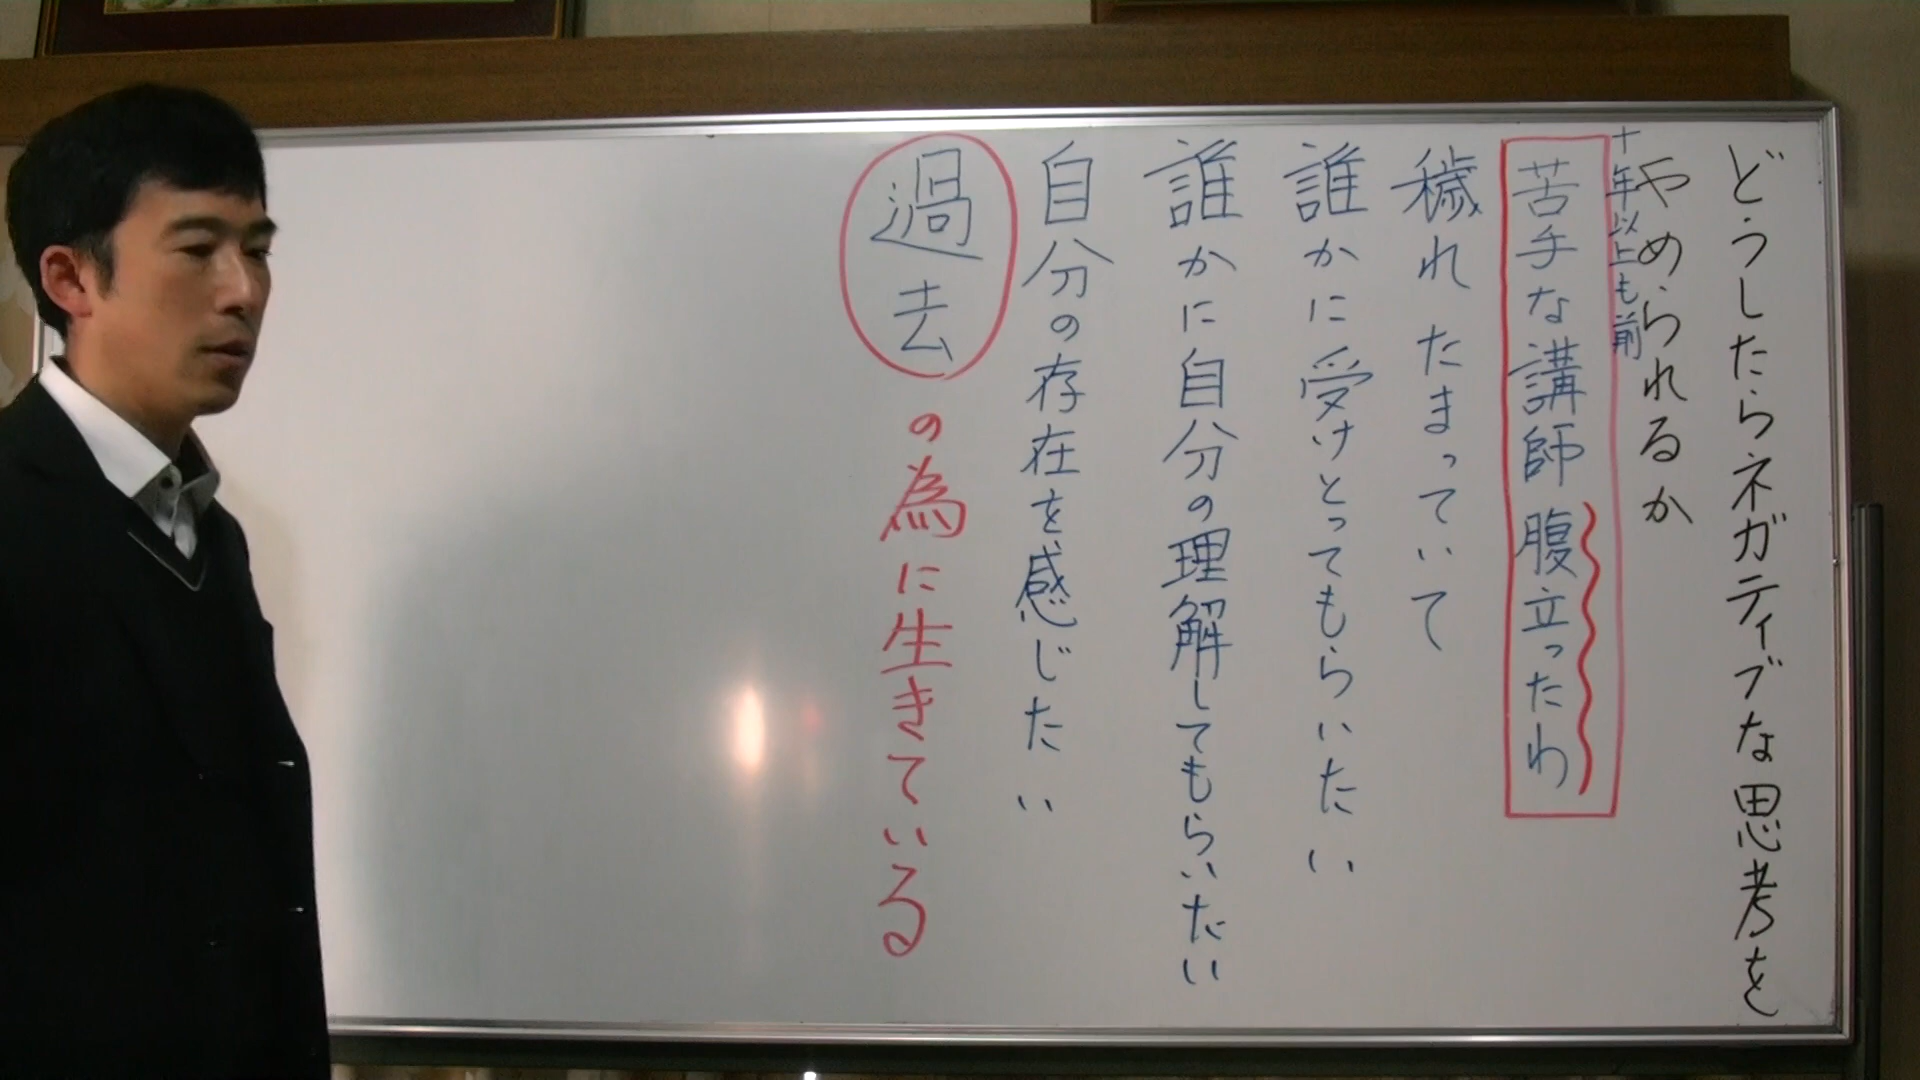 どうしたらネガティブな思考を
やめられるか
十年以上も前
苦手な講師腹立ったわ
穢れたまっていて
誰かに受けとってもらいたい
誰かに自分の理解してもらいたい
自分の存在を感じたい
過去の為に生きている